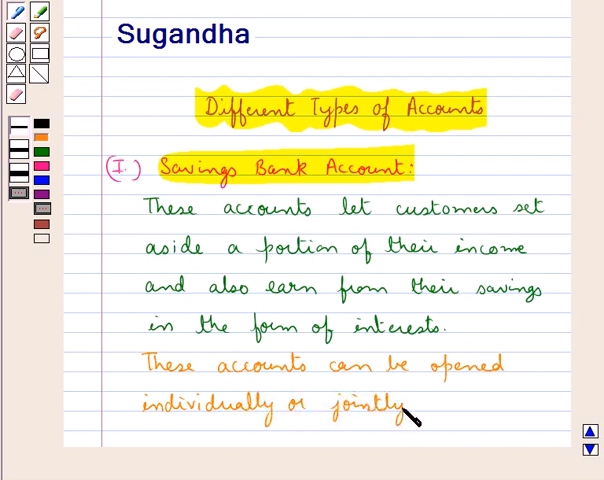 Sugandha
Different Types of Accounts
(I.) Savings Bank Account:
These accounts let customers set
aside a portion of their income
and also earn from their savings
in the form of interests.
These accounts can be opened
individually or jointly